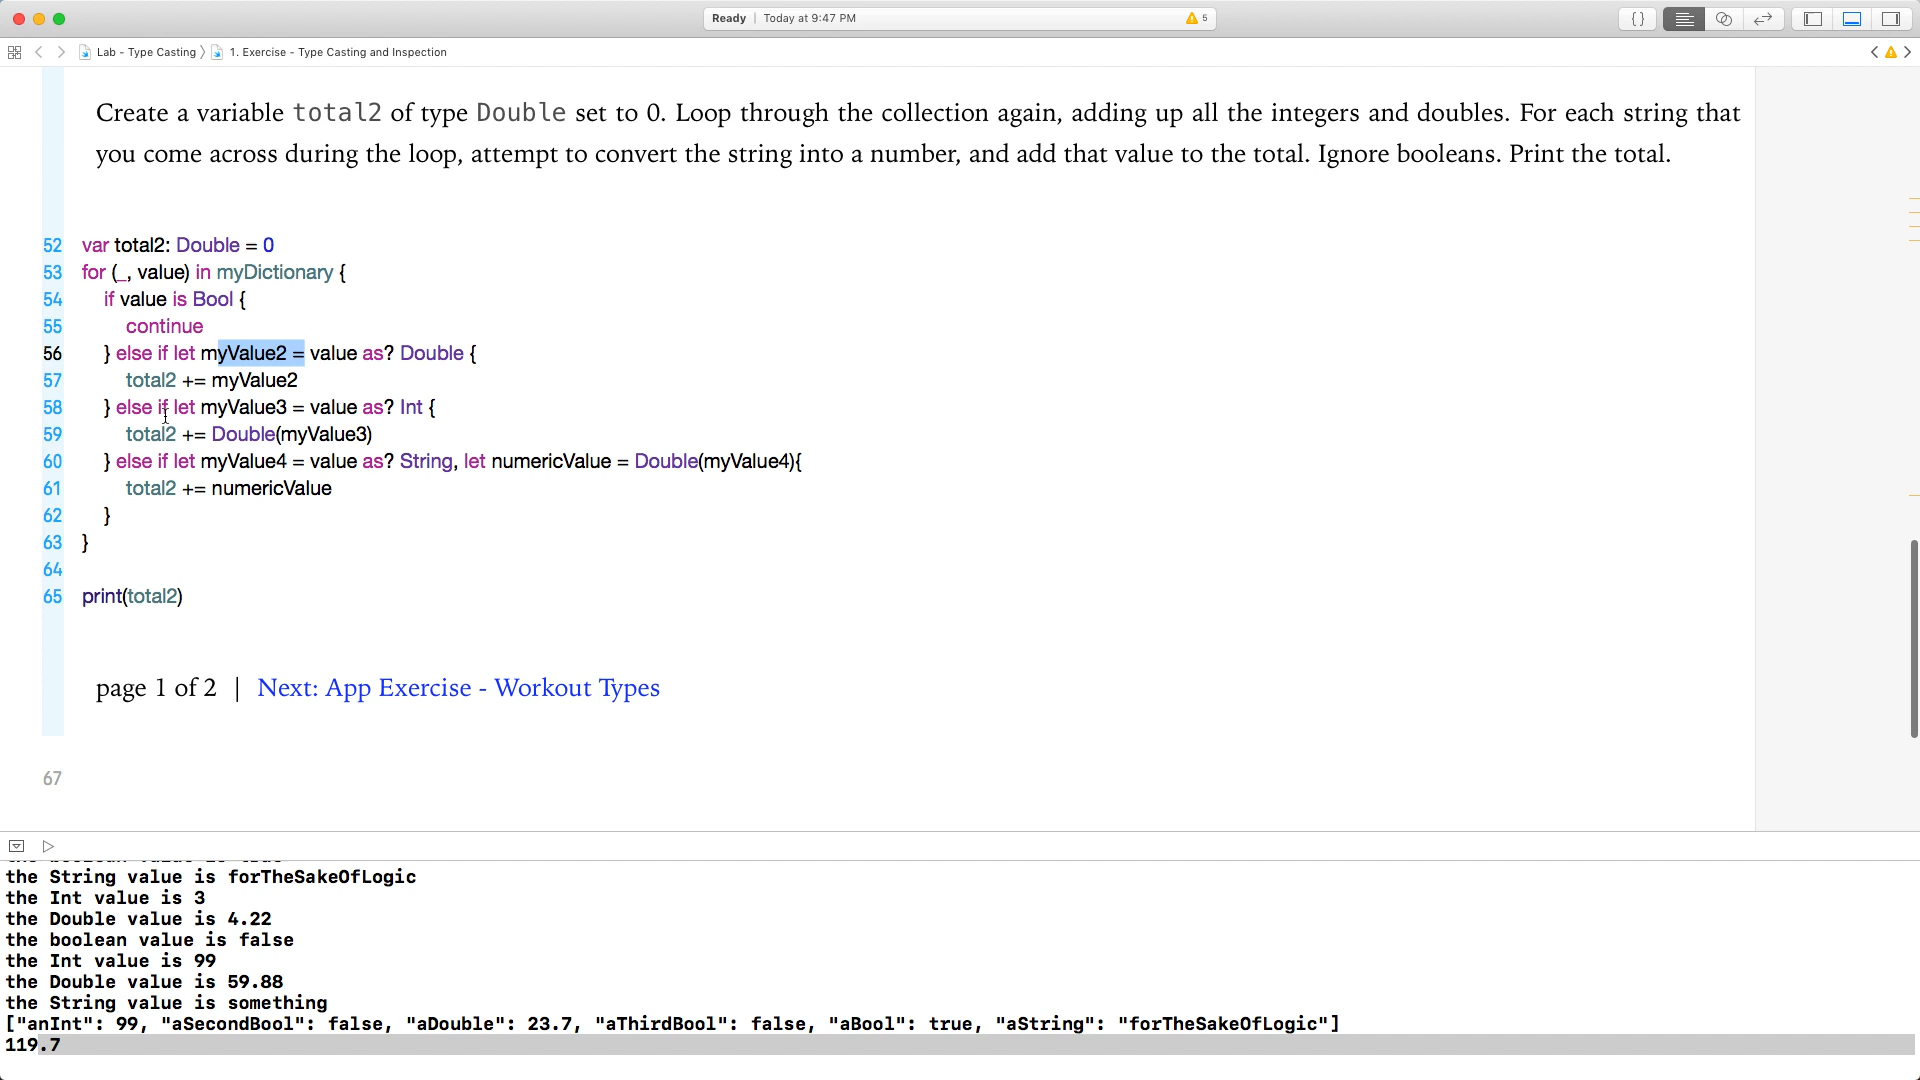 Ready | Today at 9:47 PM 5
{ }
Lab - Type Casting 1. Exercise - Type Casting and Inspection
Create a variable total2 of type Double set to 0. Loop through the collection again, adding up all the integers and doubles. For each string that
you come across during the loop, attempt to convert the string into a number, and add that value to the total. Ignore booleans. Print the total.
52 var total2: Double = 0
53 for (_, value) in myDictionary {
54 if value is Bool {
55 continue
56 } else if let myValue2 = value as? Double {
57 total2 += myValue2
58 } else if let myValue3 = value as? Int {
59 total2 += Double(myValue3)
60 } else if let myValue4 = value as? String, let numericValue = Double(myValue4){
61 total2 += numericValue
62 }
63 }
64
65 print(total2)
page 1 of 2 | Next: App Exercise - Workout Types
67
the boolean value is true
the String value is forTheSakeOfLogic
the Int value is 3
the Double value is 4.22
the boolean value is false
the Int value is 99
the Double value is 59.88
the String value is something
["anInt": 99, "aSecondBool": false, "aDouble": 23.7, "aThirdBool": false, "aBool": true, "aString": "forTheSakeOfLogic"]
119.7